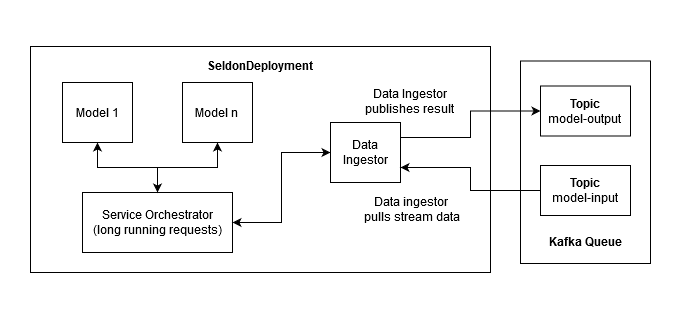 SeldonDeployment
Model 1
Model n
Data Ingestor
publishes result
Data
Ingestor
Data ingestor
pulls stream data
Service Orchestrator
(long running requests)
Topic
model-output
Topic
model-input
Kafka Queue